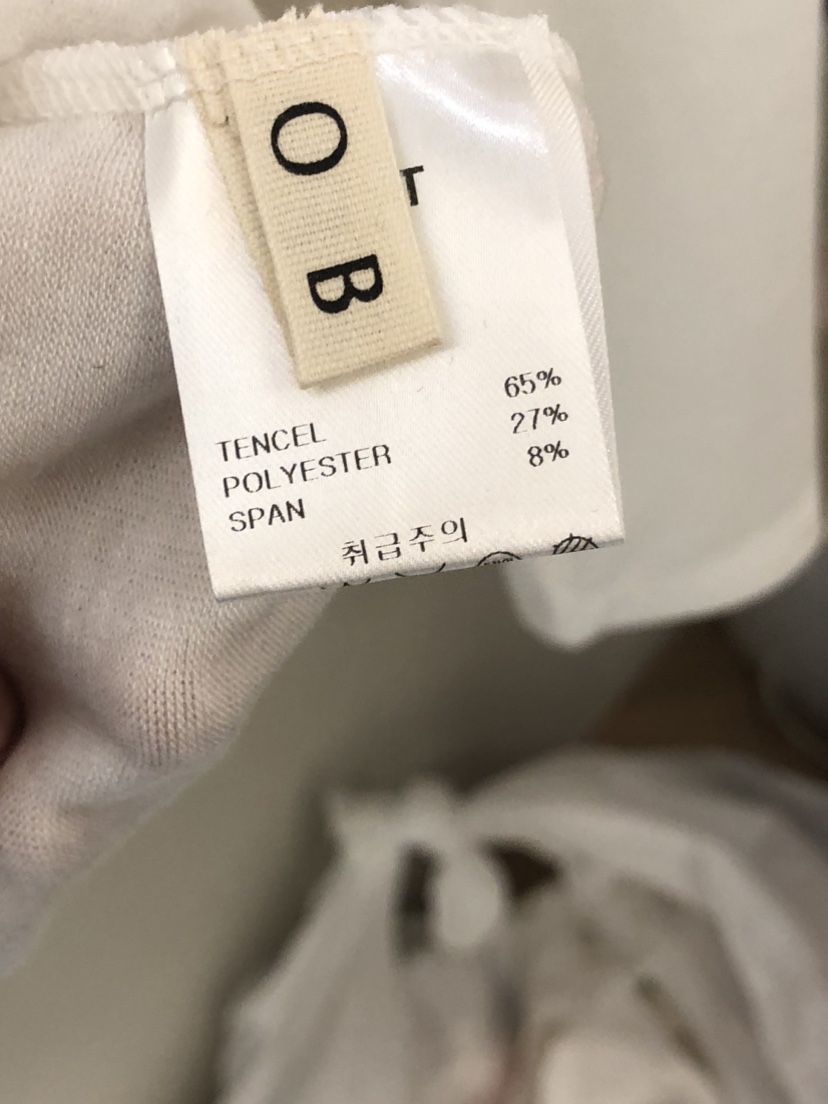 O B
T
TENCEL 65%
POLYESTER 27%
SPAN 8%
취급주의